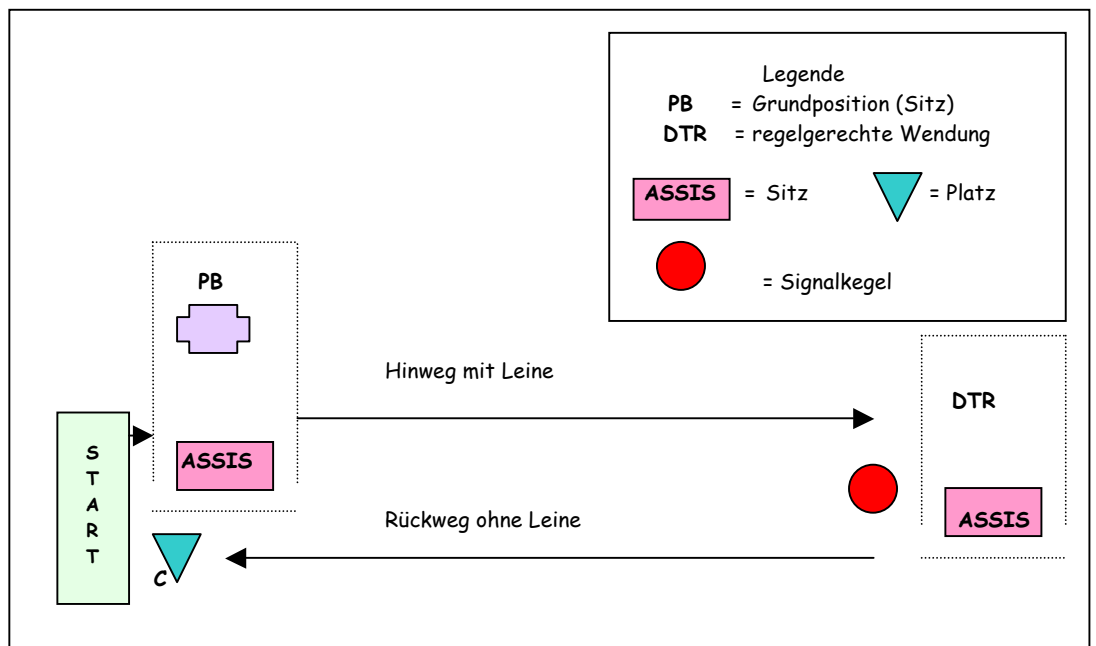 Legende
PB = Grundposition (Sitz)
DTR = regelgerechte Wendung
ASSIS = Sitz = Platz
= Signalkegel
PB
Hinweg mit Leine
DTR
START
ASSIS
Rückweg ohne Leine
ASSIS
C